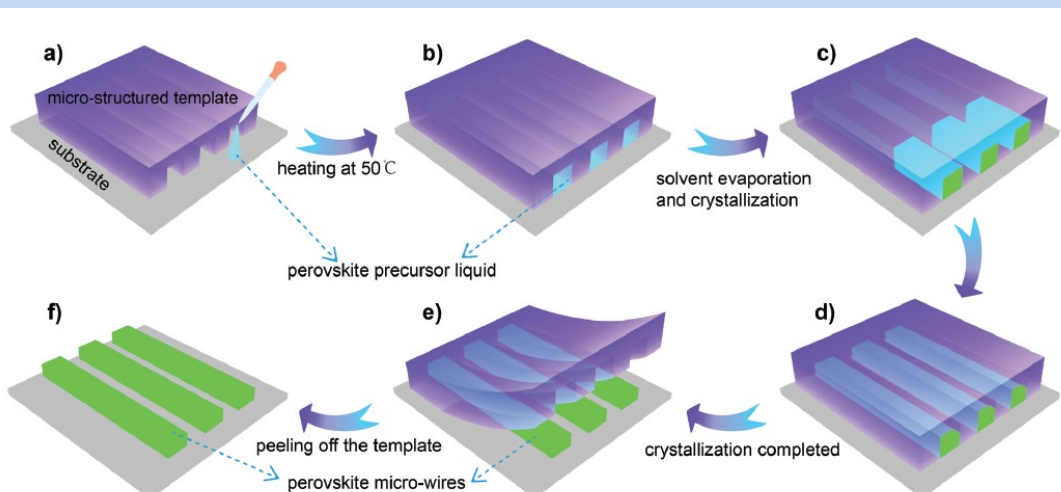 a)
b)
c)
micro-structured template
substrate
heating at 50℃
solvent evaporation
and crystallization
perovskite precursor liquid
f)
e)
d)
peeling off the template
crystallization completed
perovskite micro-wires